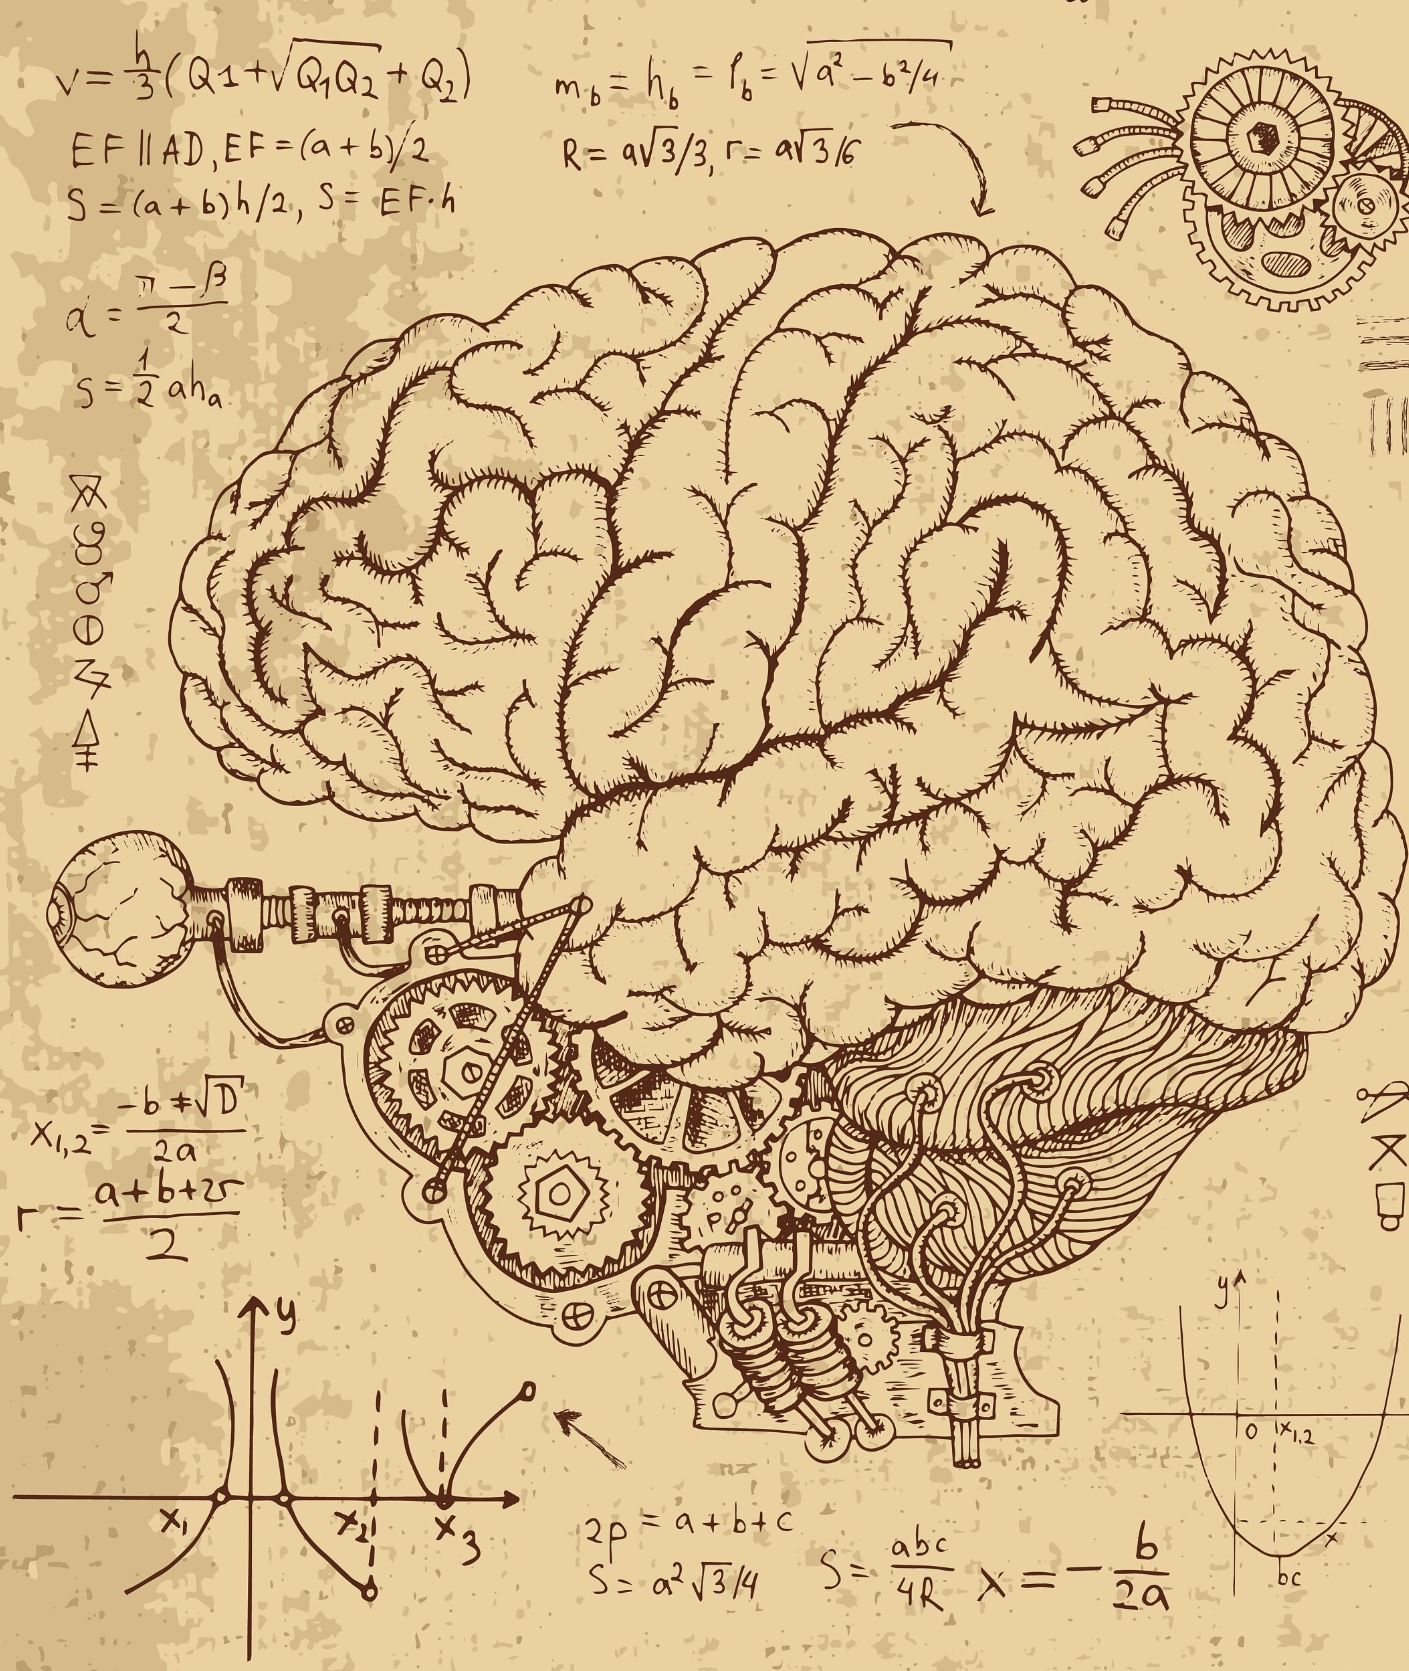 v = h/3 (Q1 + √Q₁Q₂ + Q₂)
EF || AD, EF = (a + b)/2
S = (a + b)h/2, S = EF·h
m_b = h_b = l_b = √a² - b²/4
R = a√3/3, r = a√3/6
α = π - β / 2
S = 1/2 ah_a
x₁,₂ = -b ±√D / 2a
r = a + b + 2r / 2
y
x₁
x₂
x₃
2p = a + b + c
S = a² √3/4
S = abc / 4R
x = - b / 2a
y
0
x₁,₂
x
bc